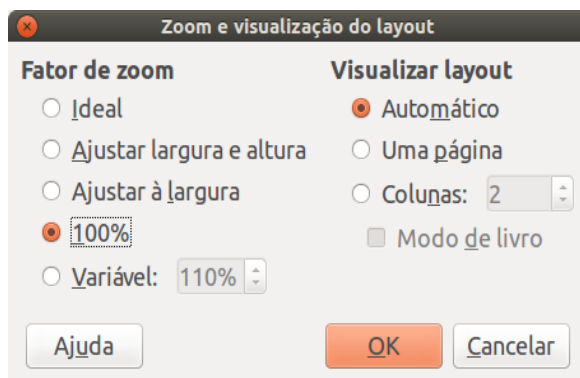 Zoom e visualização do layout
Fator de zoom
Ideal
Ajustar largura e altura
Ajustar à largura
100%
Variável: 110%
Visualizar layout
Automático
Uma página
Colunas: 2
Modo de livro
Ajuda
OK
Cancelar